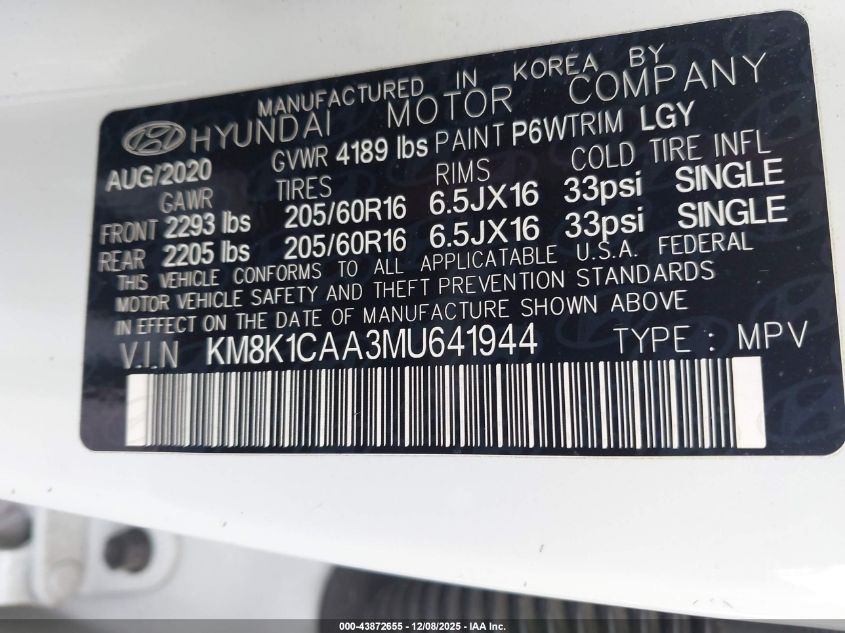 MANUFACTURED IN KOREA BY
HYUNDAI MOTOR COMPANY
AUG/2020 GVWR 4189 lbs PAINT P6W TRIM LGY
GAWR TIRES RIMS COLD TIRE INFL
FRONT 2293 lbs 205/60R16 6.5JX16 33psi SINGLE
REAR 2205 lbs 205/60R16 6.5JX16 33psi SINGLE
THIS VEHICLE CONFORMS TO ALL APPLICATABLE U.S.A. FEDERAL
MOTOR VEHICLE SAFETY AND THEFT PREVENTION STANDARDS
IN EFFECT ON THE DATE OF MANUFACTURE SHOWN ABOVE
V.I.N KM8K1CAA3MU641944 TYPE : MPV
000-43872655 - 12/08/2025 - IAA Inc.